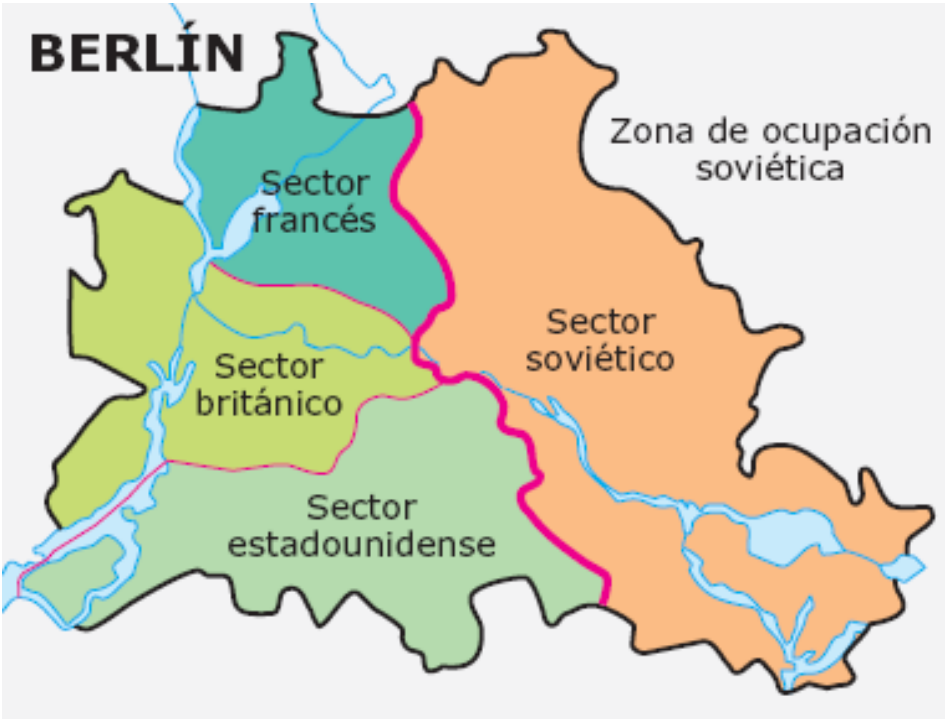 BERLÍN
Zona de ocupación
soviética
Sector
francés
Sector
soviético
Sector
británico
Sector
estadounidense